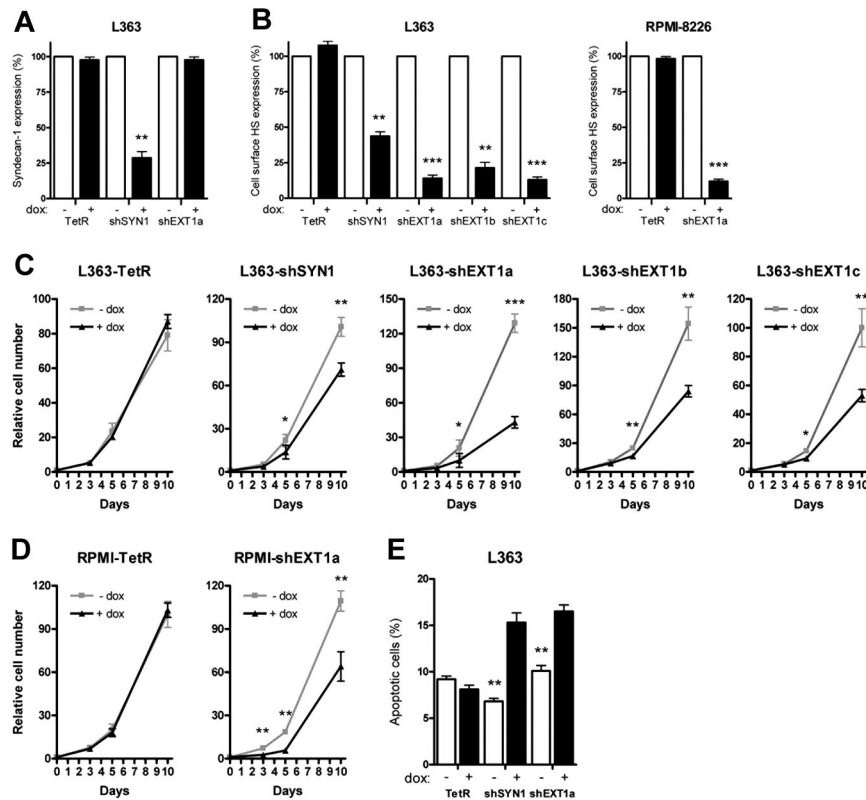 A
L363
Syndecan-1 expression (%)
100
75
50
25
0
**
dox: - + - + - +
TetR shSYN1 shEXT1a
B
L363
Cell surface HS expression (%)
100
75
50
25
0
** *** ** ***
- + - + - + - + - +
dox:
TetR shSYN1 shEXT1a shEXT1b shEXT1c
RPMI-8226
Cell surface HS expression (%)
100
75
50
25
0
***
- + - +
TetR shEXT1a
C
L363-TetR
Relative cell number
100
80
60
40
20
0
- dox
+ dox
0 1 2 3 4 5 6 7 8 9 10
Days
L363-shSYN1
120
90
60
30
0
- dox
+ dox
* **
0 1 2 3 4 5 6 7 8 9 10
Days
L363-shEXT1a
150
120
90
60
30
0
- dox
+ dox
* ***
0 1 2 3 4 5 6 7 8 9 10
Days
L363-shEXT1b
180
150
120
90
60
30
0
- dox
+ dox
** **
0 1 2 3 4 5 6 7 8 9 10
Days
L363-shEXT1c
120
100
80
60
40
20
0
- dox
+ dox
* **
0 1 2 3 4 5 6 7 8 9 10
Days
D
RPMI-TetR
Relative cell number
120
90
60
30
0
- dox
+ dox
0 1 2 3 4 5 6 7 8 9 10
Days
RPMI-shEXT1a
120
90
60
30
0
- dox
+ dox
** ** **
0 1 2 3 4 5 6 7 8 9 10
Days
E
L363
Apoptotic cells (%)
20
15
10
5
0
** **
dox: - + - + - +
TetR shSYN1 shEXT1a